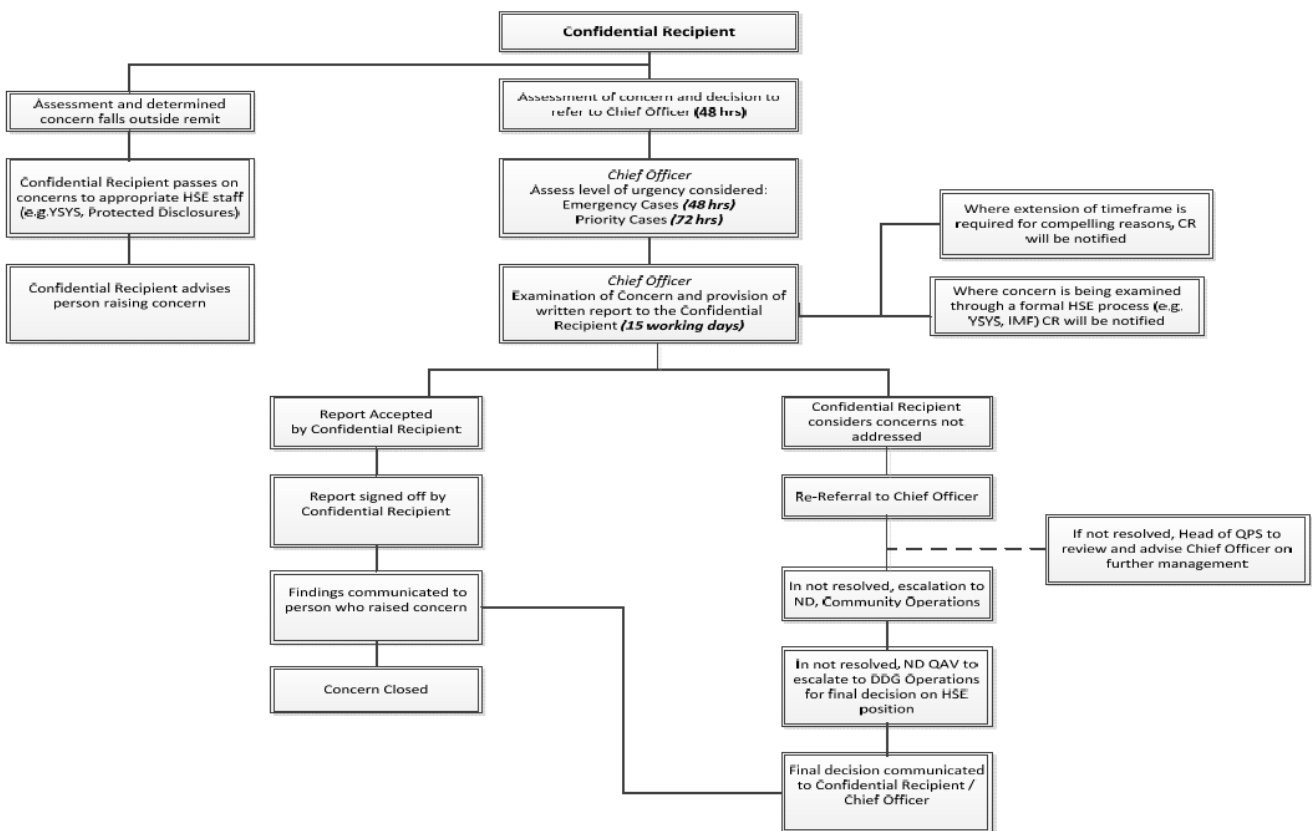 Confidential Recipient
Assessment and determined
concern falls outside remit
Confidential Recipient passes on
concerns to appropriate HSE staff
(e.g.YSYS, Protected Disclosures)
Confidential Recipient advises
person raising concern
Assessment of concern and decision to
refer to Chief Officer (48 hrs)
Chief Officer
Assess level of urgency considered:
Emergency Cases (48 hrs)
Priority Cases (72 hrs)
Chief Officer
Examination of Concern and provision of
written report to the Confidential
Recipient (15 working days)
Where extension of timeframe is
required for compelling reasons, CR
will be notified
Where concern is being examined
through a formal HSE process (e.g.
YSYS, IMF) CR will be notified
Report Accepted
by Confidential Recipient
Report signed off by
Confidential Recipient
Findings communicated to
person who raised concern
Concern Closed
Confidential Recipient
considers concerns not
addressed
Re-Referral to Chief Officer
If not resolved, Head of QPS to
review and advise Chief Officer on
further management
In not resolved, escalation to
ND, Community Operations
In not resolved, ND QAV to
escalate to DDG Operations
for final decision on HSE
position
Final decision communicated
to Confidential Recipient /
Chief Officer